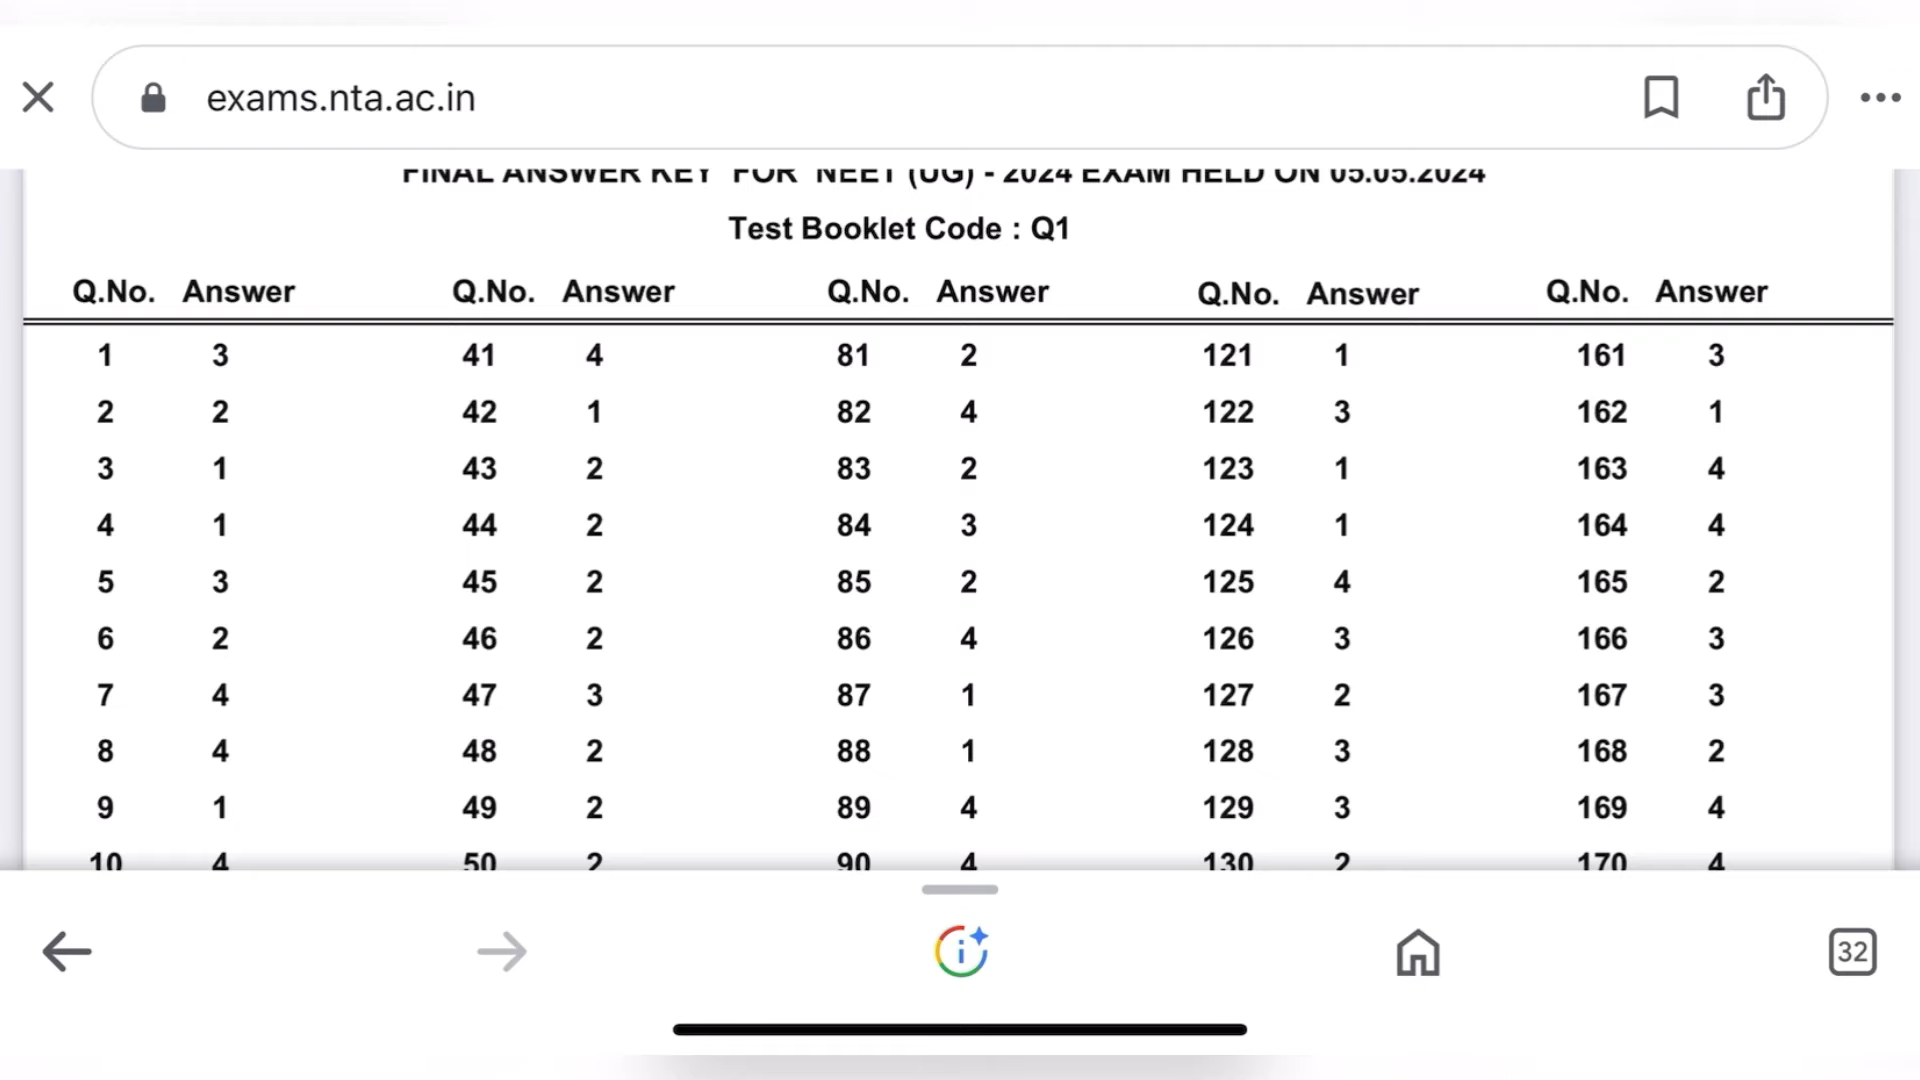 exams.nta.ac.in
FINAL ANSWER KEY FOR NEET (UG) - 2024 EXAM HELD ON 05.05.2024
Test Booklet Code : Q1
Q.No. Answer Q.No. Answer Q.No. Answer Q.No. Answer Q.No. Answer
1 3 41 4 81 2 121 1 161 3
2 2 42 1 82 4 122 3 162 1
3 1 43 2 83 2 123 1 163 4
4 1 44 2 84 3 124 1 164 4
5 3 45 2 85 2 125 4 165 2
6 2 46 2 86 4 126 3 166 3
7 4 47 3 87 1 127 2 167 3
8 4 48 2 88 1 128 3 168 2
9 1 49 2 89 4 129 3 169 4
10 4 50 2 90 4 130 2 170 4
32